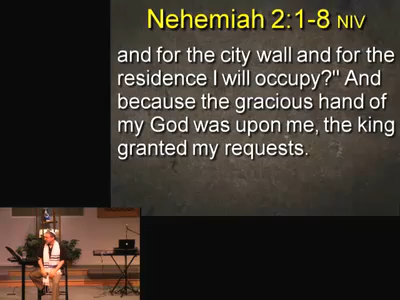 Nehemiah 2:1-8 NIV
and for the city wall and for the
residence I will occupy?" And
because the gracious hand of
my God was upon me, the king
granted my requests.